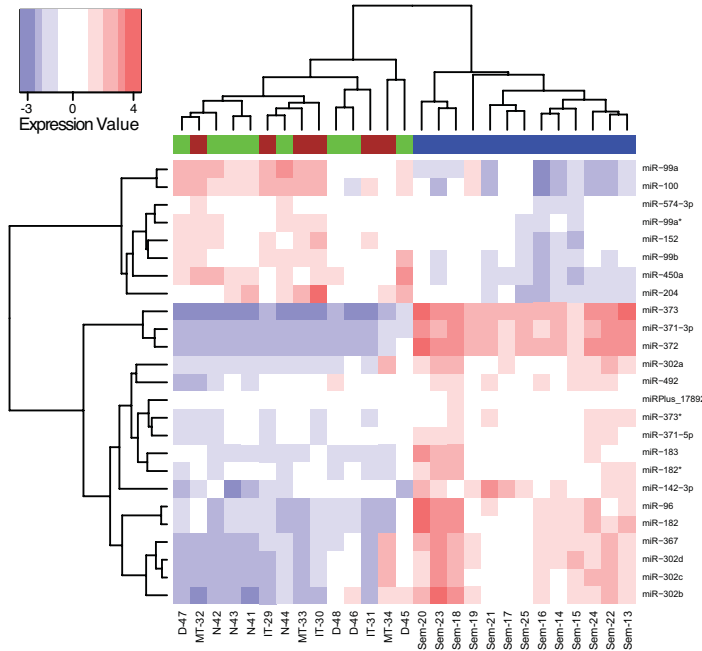 -3 0 4
Expression Value
miR−99a
miR−100
miR−574−3p
miR−99a*
miR−152
miR−99b
miR−450a
miR−204
miR−373
miR−371−3p
miR−372
miR−302a
miR−492
miRPlus_17892
miR−373*
miR−371−5p
miR−183
miR−182*
miR−142−3p
miR−96
miR−182
miR−367
miR−302d
miR−302c
miR−302b
D−47
MT−32
N−42
N−43
N−41
IT−29
N−44
MT−33
IT−30
D−48
D−46
IT−31
MT−34
D−45
Sem−20
Sem−23
Sem−18
Sem−19
Sem−21
Sem−17
Sem−25
Sem−16
Sem−14
Sem−15
Sem−24
Sem−22
Sem−13